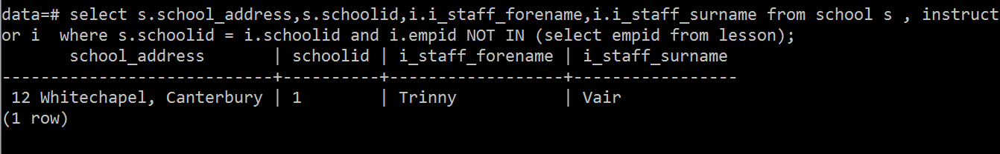 data=# select s.school_address,s.schoolid,i.i_staff_forename,i.i_staff_surname from school s , instruct
or i  where s.schoolid = i.schoolid and i.empid NOT IN (select empid from lesson);
       school_address       | schoolid | i_staff_forename | i_staff_surname
----------------------------+----------+------------------+-----------------
 12 Whitechapel, Canterbury | 1        | Trinny           | Vair
(1 row)